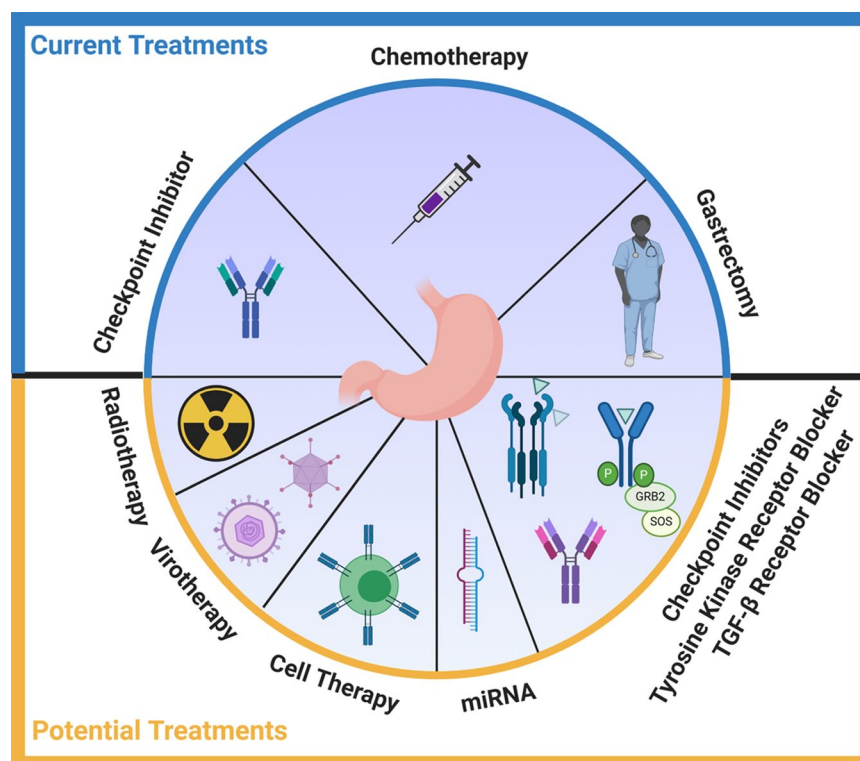 Current Treatments
Chemotherapy
Checkpoint Inhibitor
Gastrectomy
Radiotherapy
Virotherapy
Cell Therapy
miRNA
P
P
GRB2
SOS
Checkpoint Inhibitors
Tyrosine Kinase Receptor Blocker
TGF-β Receptor Blocker
Potential Treatments